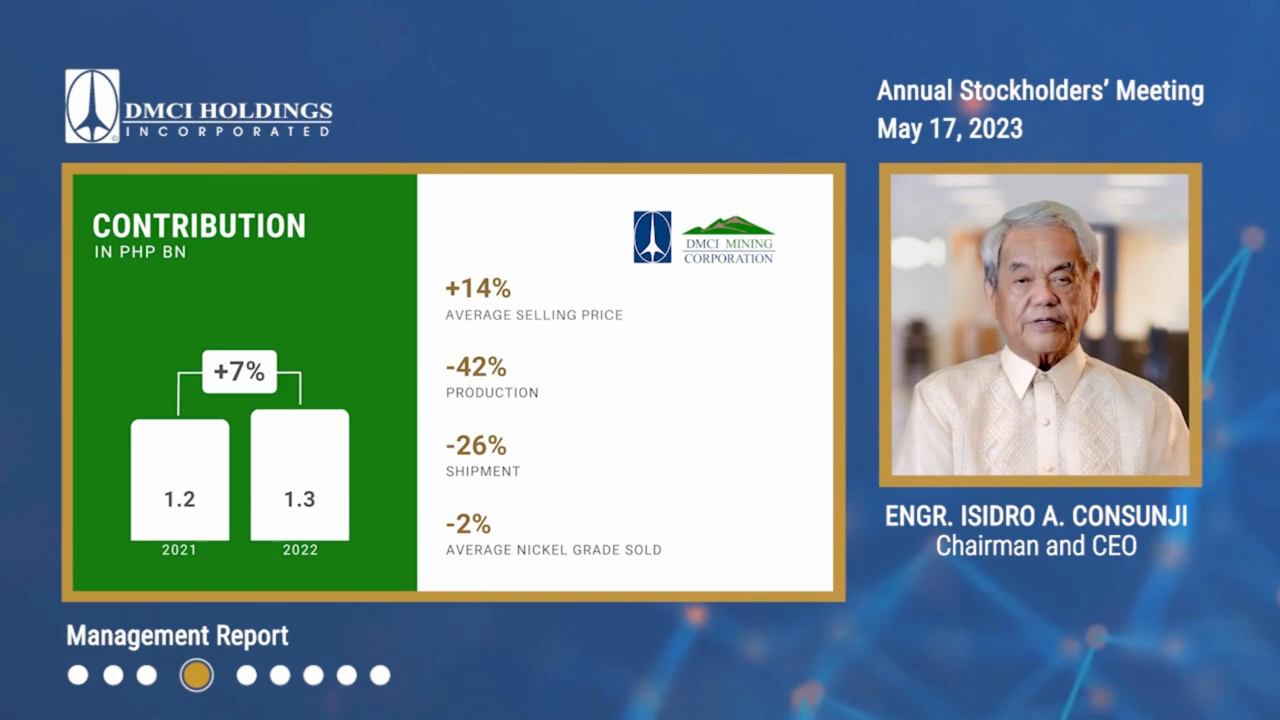 DMCI HOLDINGS
INCORPORATED
Annual Stockholders' Meeting
May 17, 2023
CONTRIBUTION
IN PHP BN
+7%
1.2
1.3
2021
2022
DMCI MINING
CORPORATION
+14%
AVERAGE SELLING PRICE
-42%
PRODUCTION
-26%
SHIPMENT
-2%
AVERAGE NICKEL GRADE SOLD
ENGR. ISIDRO A. CONSUNJI
Chairman and CEO
Management Report